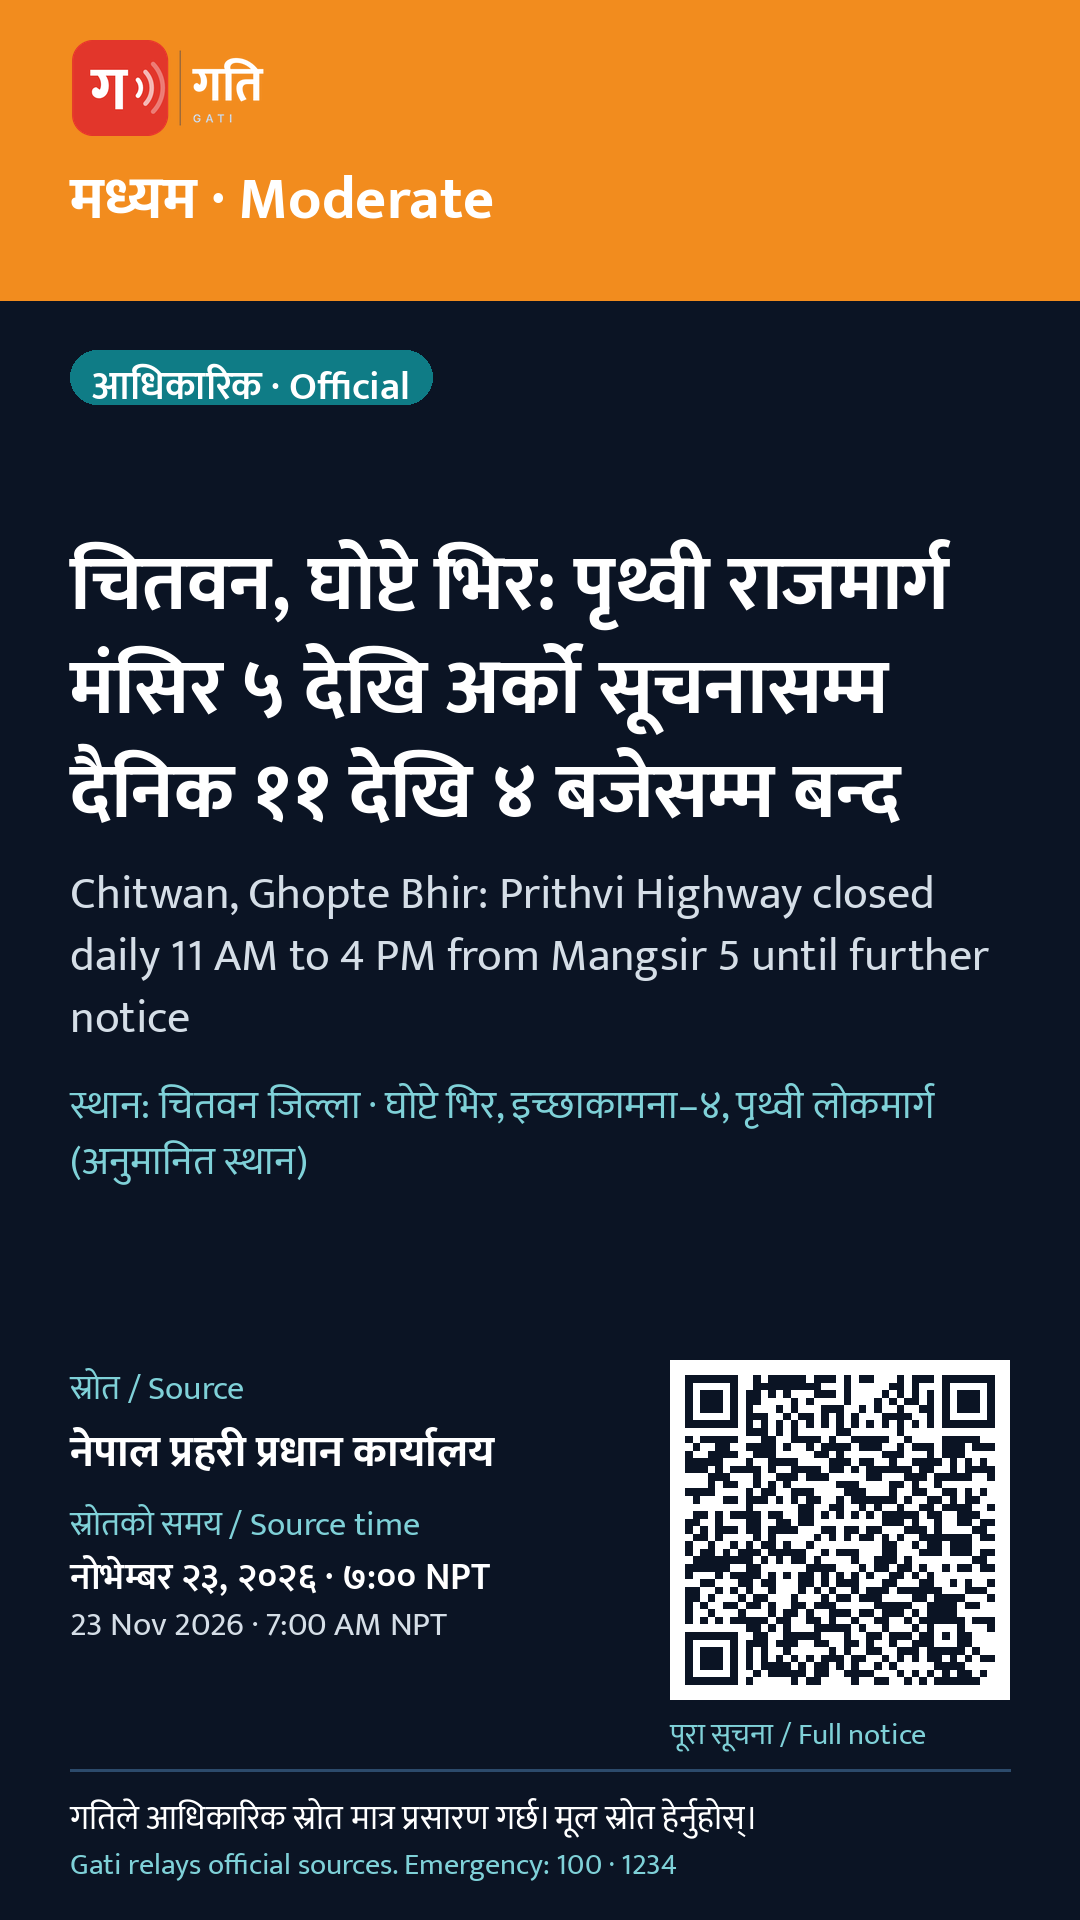 ग
गति
GATI
मध्यम · Moderate
आधिकारिक · Official
चितवन, घोप्टे भिर: पृथ्वी राजमार्ग
मंसिर ५ देखि अर्को सूचनासम्म
दैनिक ११ देखि ४ बजेसम्म बन्द
Chitwan, Ghopte Bhir: Prithvi Highway closed
daily 11 AM to 4 PM from Mangsir 5 until further
notice
स्थान: चितवन जिल्ला · घोप्टे भिर, इच्छाकामना–४, पृथ्वी लोकमार्ग
(अनुमानित स्थान)
स्रोत / Source
नेपाल प्रहरी प्रधान कार्यालय
स्रोतको समय / Source time
नोभेम्बर २३, २०२६ · ७:०० NPT
23 Nov 2026 · 7:00 AM NPT
पूरा सूचना / Full notice
गतिले आधिकारिक स्रोत मात्र प्रसारण गर्छ। मूल स्रोत हेर्नुहोस्।
Gati relays official sources. Emergency: 100 · 1234